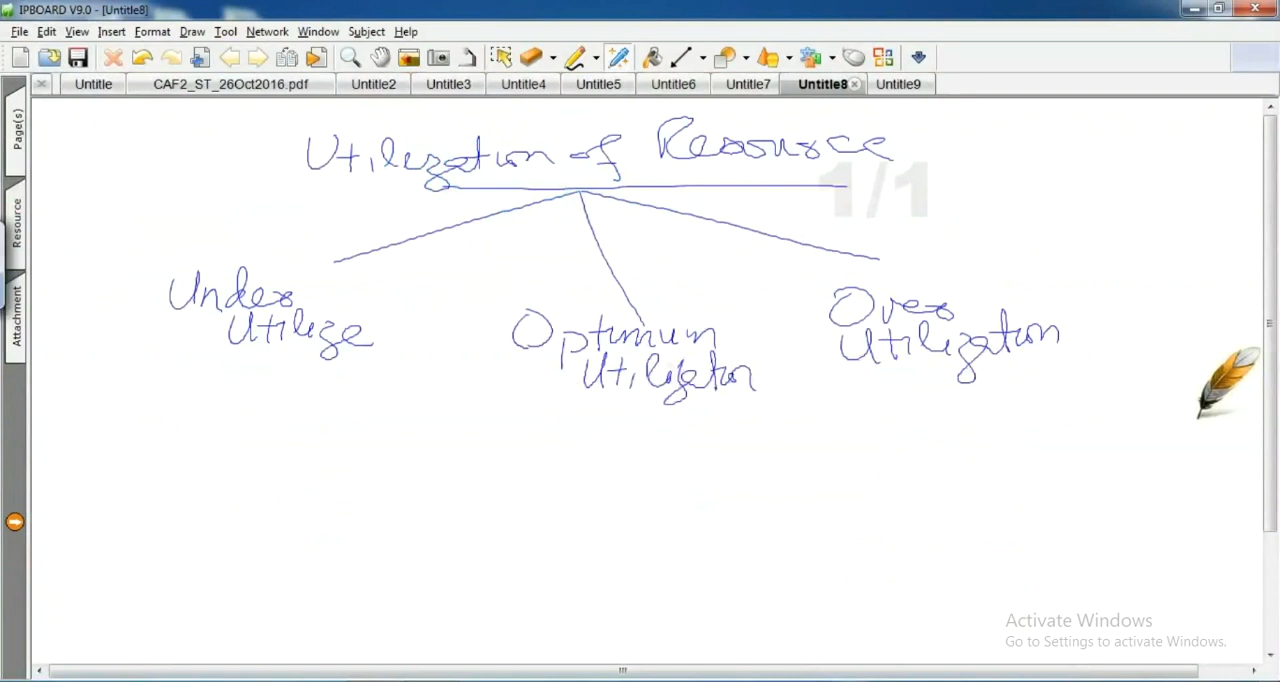 IPBOARD V9.0 - [Untitle8]
File Edit View Insert Format Draw Tool Network Window Subject Help
Untitle CAF2_ST_26Oct2016.pdf Untitle2 Untitle3 Untitle4 Untitle5 Untitle6 Untitle7 Untitle8 Untitle9
Page(s)
Resource
Attachment
Utilization of Resource
1/1
Under
Utilize
Optimum
Utilization
Over
Utilization
Activate Windows
Go to Settings to activate Windows.